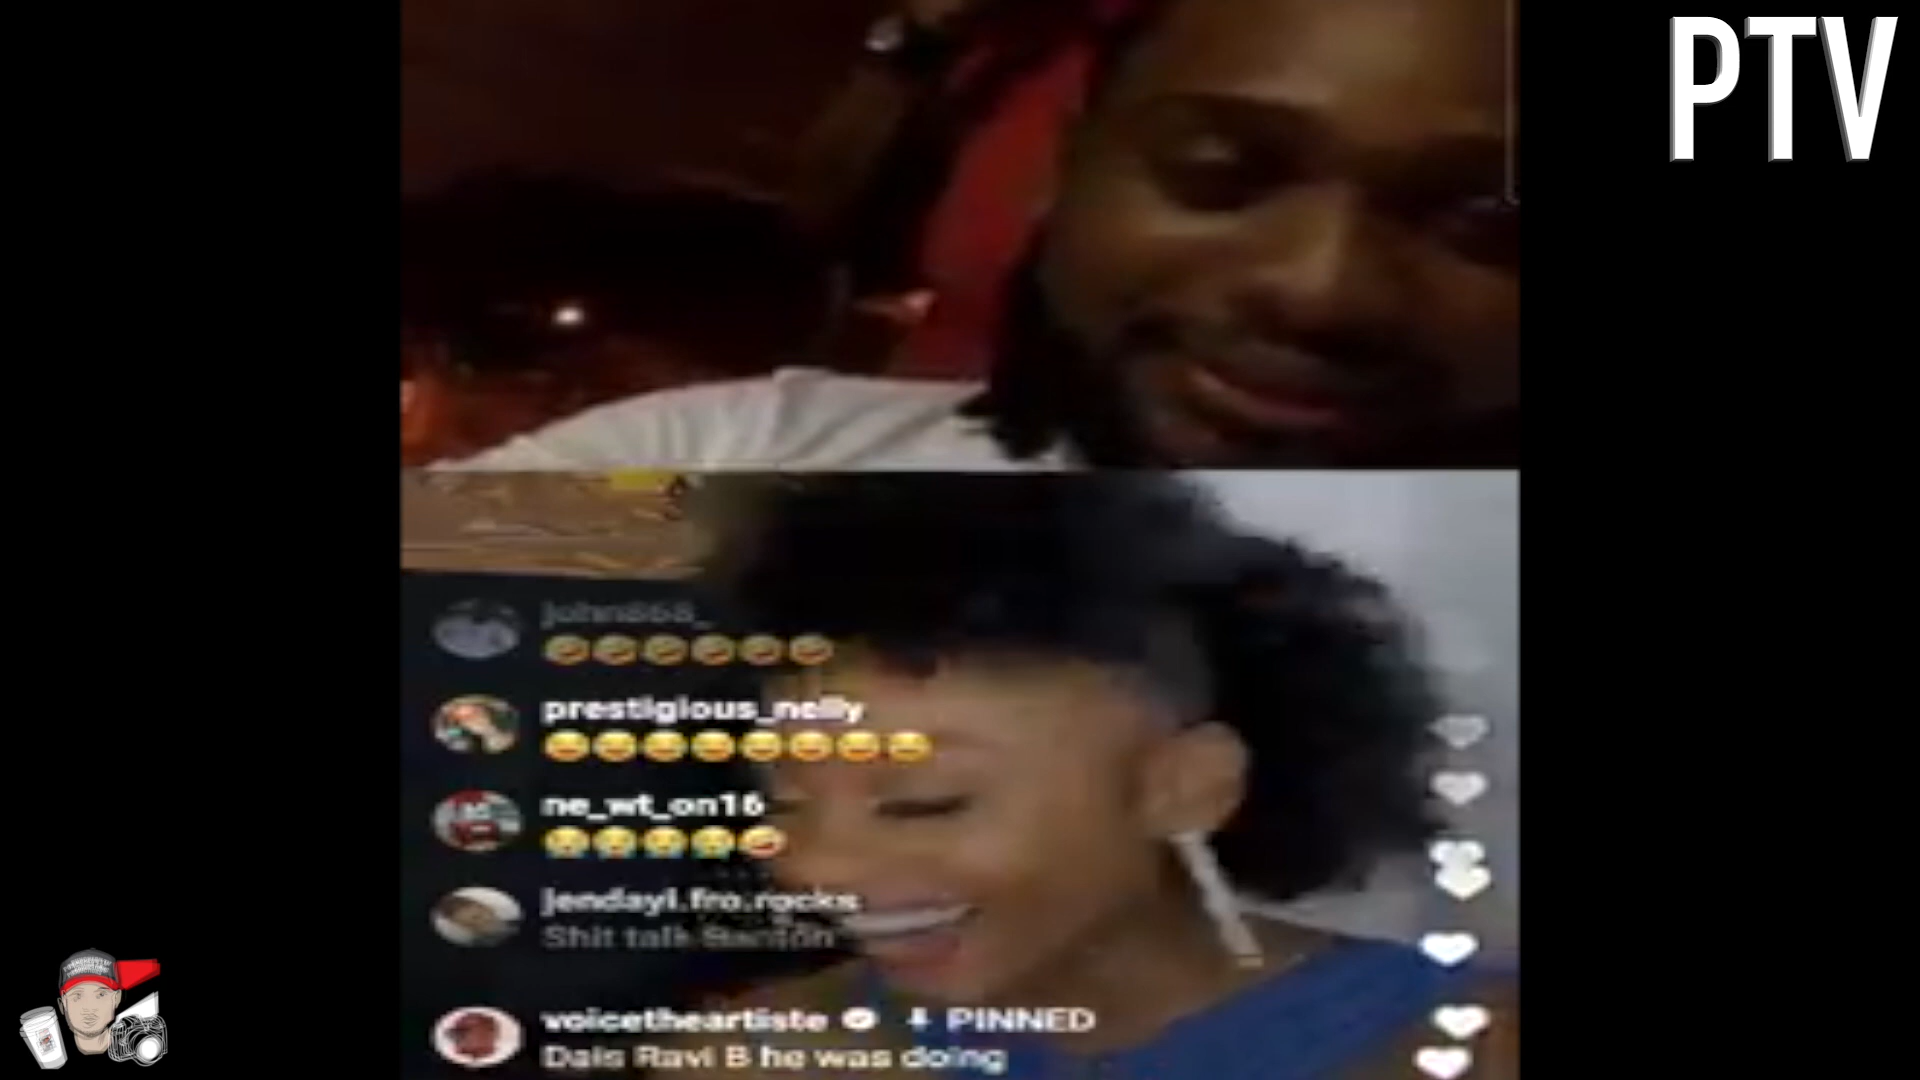 PTV
john868_
😂😂😂😂😂😂
prestigious_nelly
😂😂😂😂😂😂😂😂
ne_wt_on16
😭😭😭😭🤣
jendayi.fro.rocks
Shit talk
voicetheartiste PINNED
Dais Ravi B he was doing